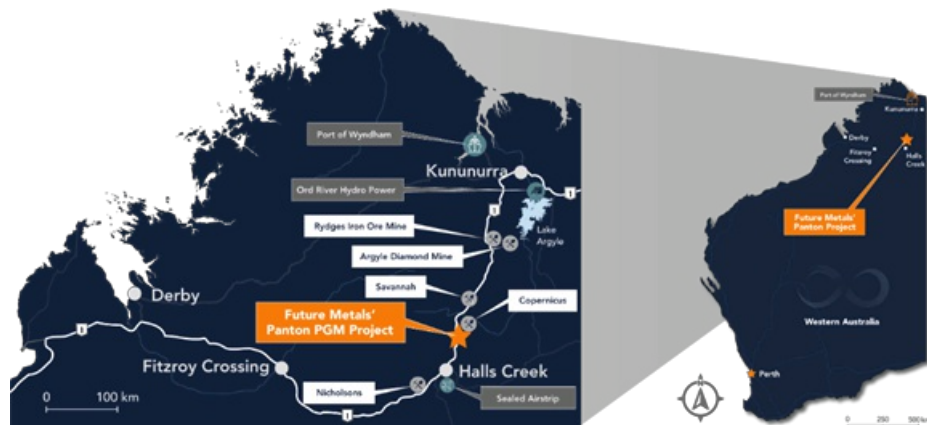 Port of Wyndham
Kununurra
1
Ord River Hydro Power
1
Rydges Iron Ore Mine
Lake
Argyle
Argyle Diamond Mine
Savannah
Copernicus
Derby
Future Metals'
Panton PGM Project
1
Fitzroy Crossing
Halls Creek
Nicholsons
Sealed Airstrip
1
0 100 km
Port of Wyndham
Kununurra
Derby
Fitzroy
Crossing
Halls
Creek
Future Metals'
Panton Project
Western Australia
Perth
0 250 500 km